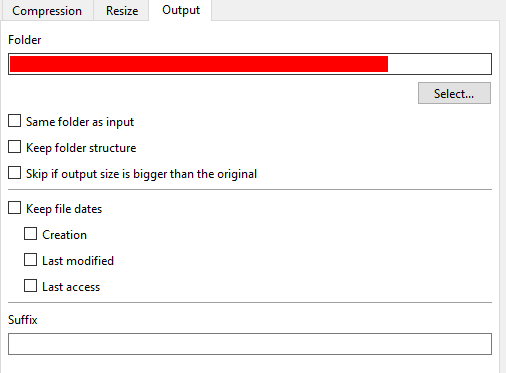 Compression Resize Output
Folder
Select...
Same folder as input
Keep folder structure
Skip if output size is bigger than the original
Keep file dates
Creation
Last modified
Last access
Suffix